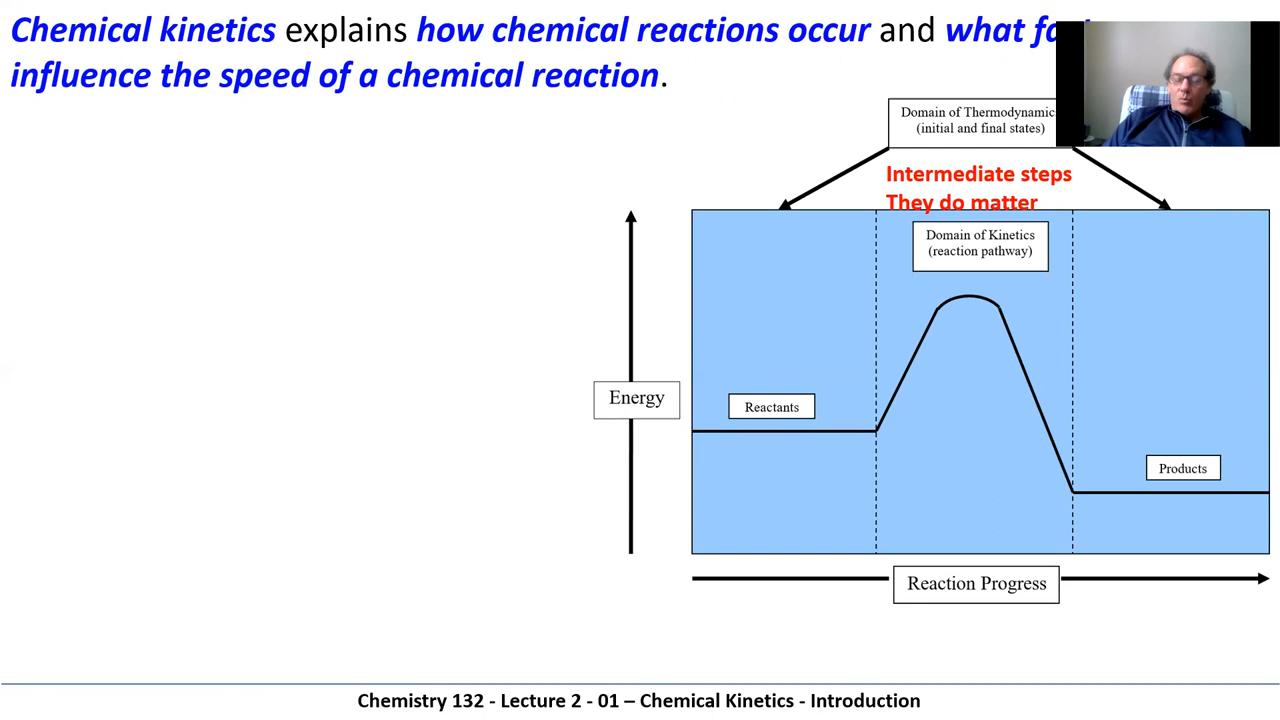 Chemical kinetics explains how chemical reactions occur and what
influence the speed of a chemical reaction.
Domain of
(initial and final states)
Intermediate steps
They do matter
Domain of Kinetics
(reaction pathway)
Energy
Reactants
Products
Reaction Progress
Chemistry 132 - Lecture 2 - 01 – Chemical Kinetics - Introduction